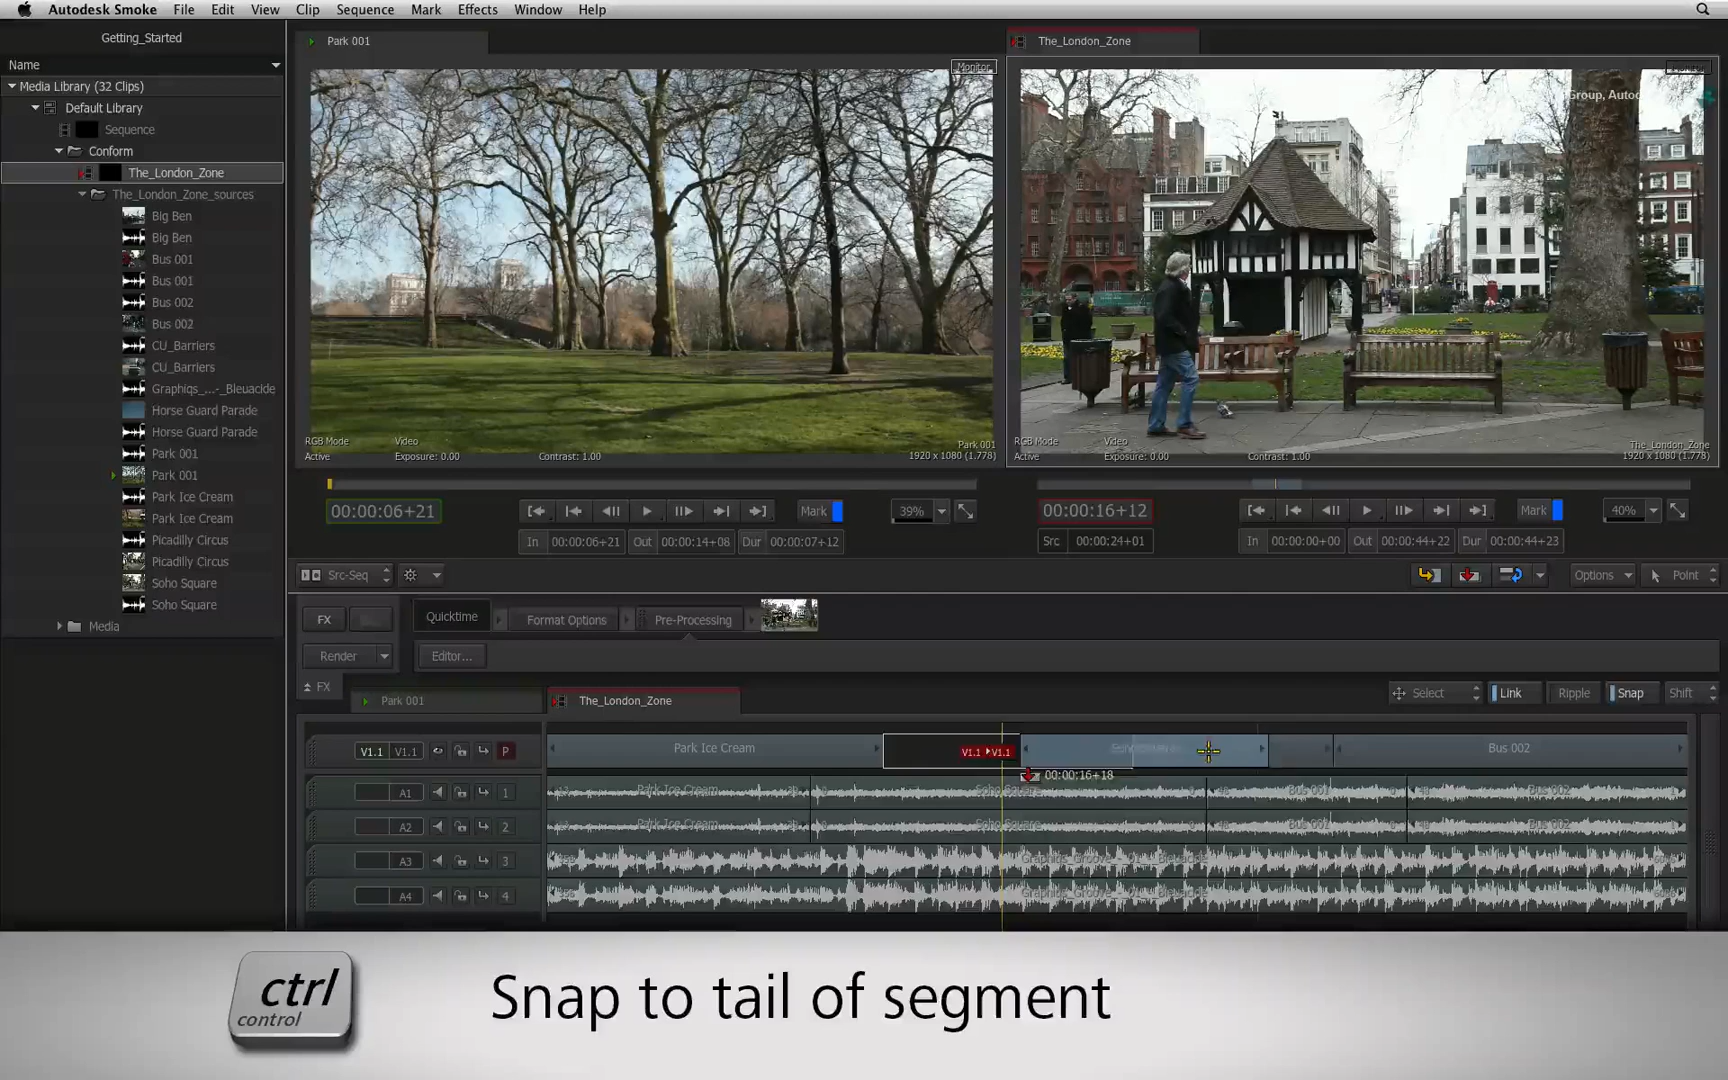 Autodesk Smoke File Edit View Clip Sequence Mark Effects Window Help
Getting_Started
Name
Media Library (32 Clips)
Default Library
Sequence
Conform
The_London_Zone
The_London_Zone_sources
Big Ben
Big Ben
Bus 001
Bus 001
Bus 002
Bus 002
CU_Barriers
CU_Barriers
Graphiqs_...-_Bleuacide
Horse Guard Parade
Horse Guard Parade
Park 001
Park 001
Park Ice Cream
Park Ice Cream
Picadilly Circus
Picadilly Circus
Soho Square
Soho Square
Media
Park 001
Monitor
RGB Mode Video Park 001
Active Exposure: 0.00 Contrast: 1.00 1920 x 1080 (1.778)
The_London_Zone
Group,
RGB Mode Video The_London_Zone
Active Exposure: 0.00 Contrast: 1.00 1920 x 1080 (1.778)
00:00:06+21 Mark 39%
In 00:00:06+21 Out 00:00:14+08 Dur 00:00:07+12
00:00:16+12 Mark 40%
Src 00:00:24+01 In 00:00:00+00 Out 00:00:44+22 Dur 00:00:44+23
Src-Seq Options Point
FX Quicktime Format Options Pre-Processing
Render Editor...
FX Park 001 The_London_Zone Select Link Ripple Snap Shift
V1.1 V1.1 P Park Ice Cream V1.1 V1.1 Bus 002
00:00:16+18
A1 1 Park Ice Cream Soho Square Bus 001 Bus 002
A2 2 Park Ice Cream Soho Square Bus 002 Bus 002
A3 3
A4 4
ctrl
control
Snap to tail of segment